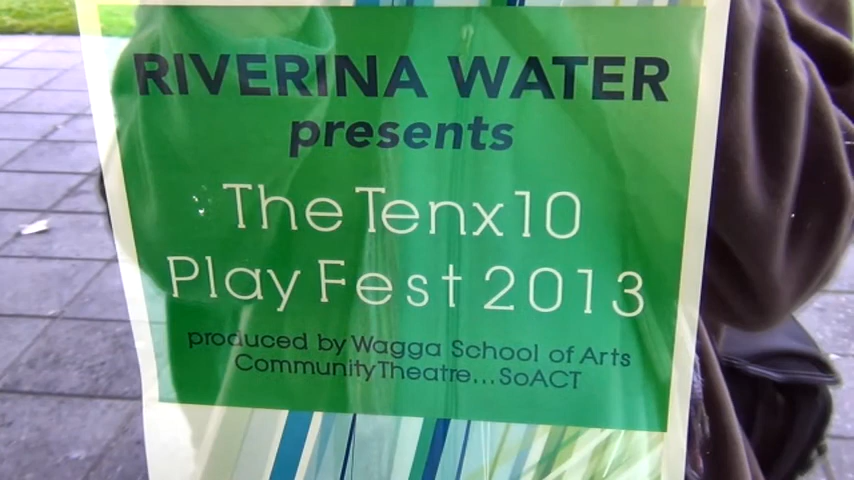 RIVERINA WATER
presents
The Tenx10
Play Fest 2013
produced by Wagga School of Arts
Community Theatre...SoACT